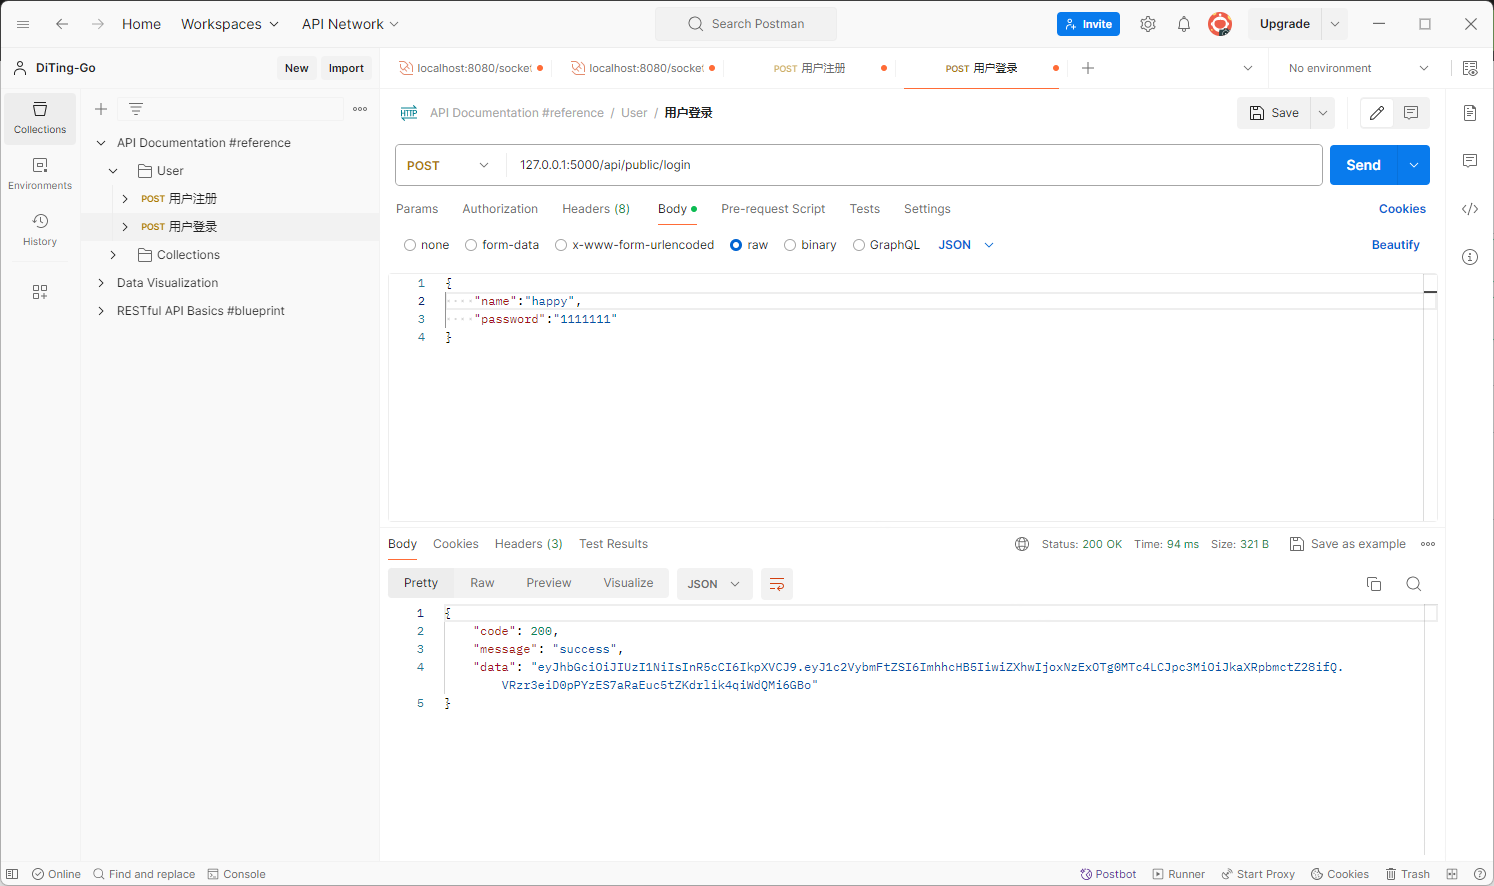 Home Workspaces API Network Search Postman Invite Upgrade
DiTing-Go New Import localhost:8080/socke localhost:8080/socke POST 用户注册 POST 用户登录 No environment
Collections
Environments
History
API Documentation #reference
User
POST 用户注册
POST 用户登录
Collections
Data Visualization
RESTful API Basics #blueprint
HTTP API Documentation #reference / User / 用户登录 Save
POST 127.0.0.1:5000/api/public/login Send
Params Authorization Headers (8) Body Pre-request Script Tests Settings Cookies
none form-data x-www-form-urlencoded raw binary GraphQL JSON Beautify
1 {
2 "name":"happy",
3 "password":"1111111"
4 }
Body Cookies Headers (3) Test Results Status: 200 OK Time: 94 ms Size: 321 B Save as example
Pretty Raw Preview Visualize JSON
1 {
2 "code": 200,
3 "message": "success",
4 "data": "eyJhbGciOiJIUzI1NiIsInR5cCI6IkpXVCJ9.eyJ1c2VybmFtZSI6ImhhcHB5IiwiZXhwIjoxNzExOTg0MTc4LCJpc3MiOiJkaXRpbmctZ28ifQ.
VRzr3eiD0pPYzES7aRaEuc5tZKdrlik4qiWdQMi6GBo"
5 }
Online Find and replace Console Postbot Runner Start Proxy Cookies Trash